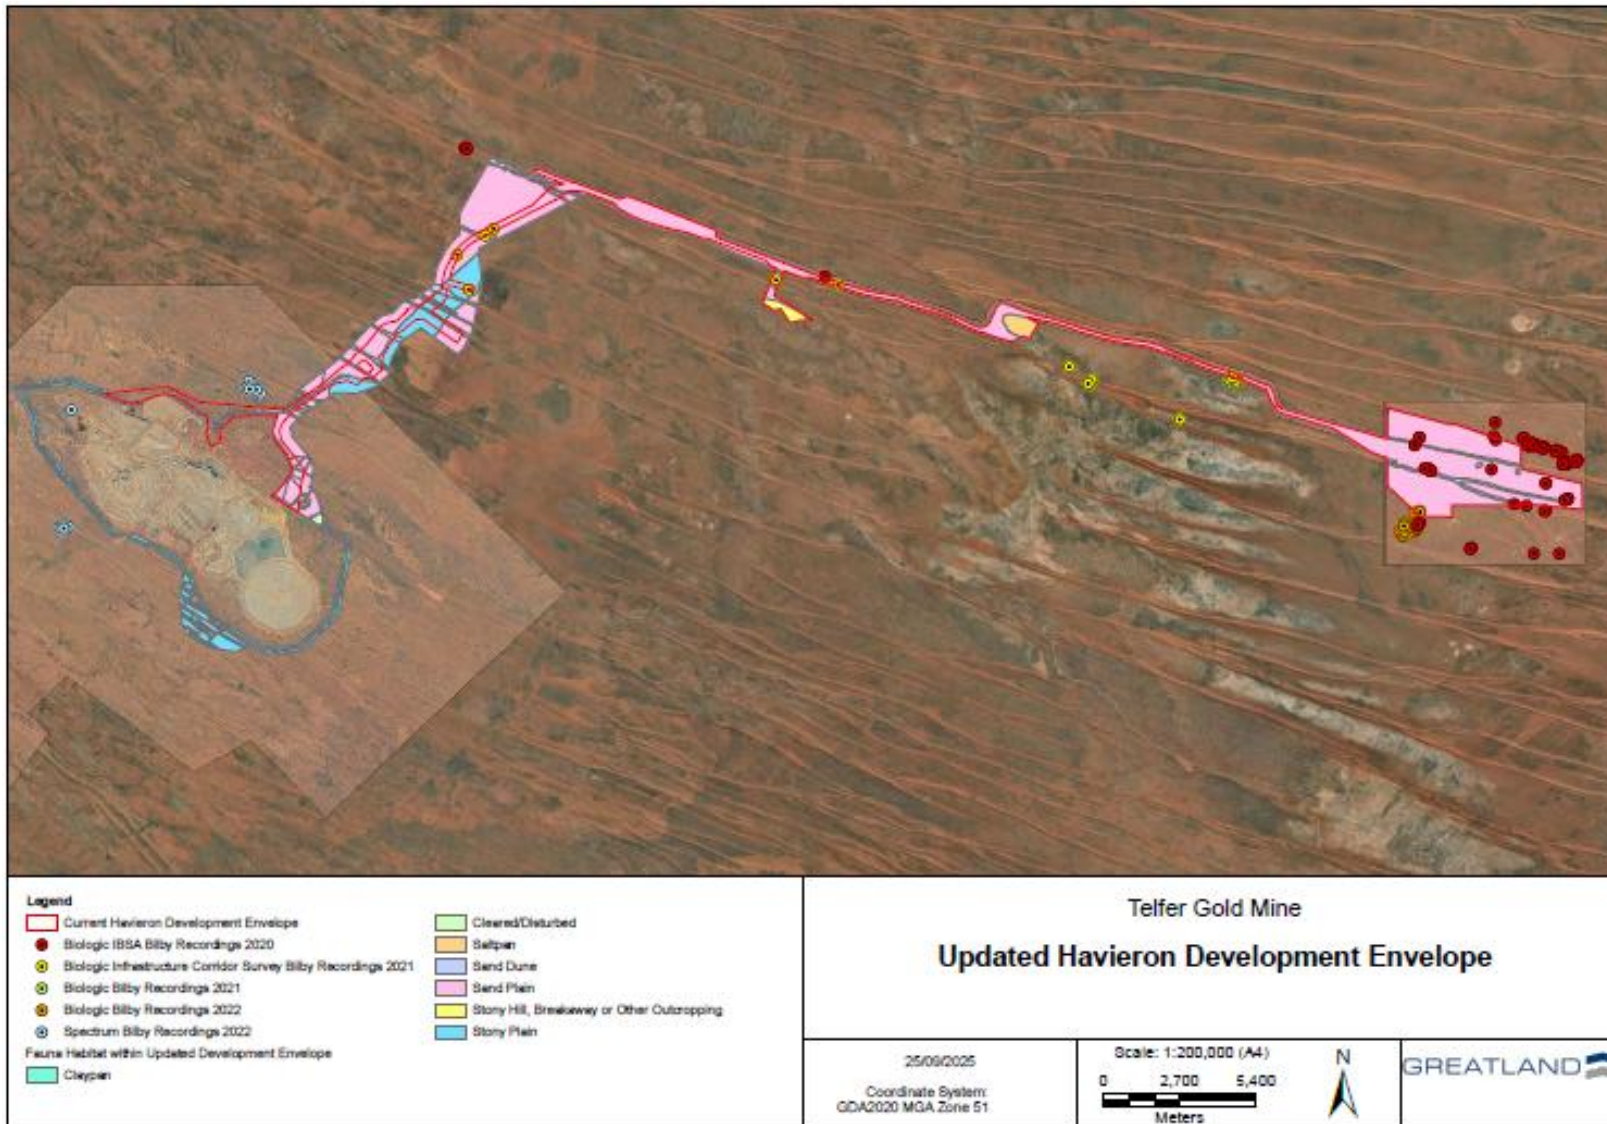 Legend
Current Havieron Development Envelope
Biologic IBSA Bilby Recordings 2020
Biologic Infrastructure Corridor Survey Bilby Recordings 2021
Biologic Bilby Recordings 2021
Biologic Bilby Recordings 2022
Spectrum Bilby Recordings 2022
Fauna Habitat within Updated Development Envelope
Claypan
Cleared/Disturbed
Saltpan
Sand Dune
Sand Plain
Stony Hill, Breakaway or Other Outcropping
Stony Plain
Telfer Gold Mine
Updated Havieron Development Envelope
25/09/2025
Coordinate System:
GDA2020 MGA Zone 51
Scale: 1:200,000 (A4)
0 2,700 5,400
Meters
N
GREATLAND